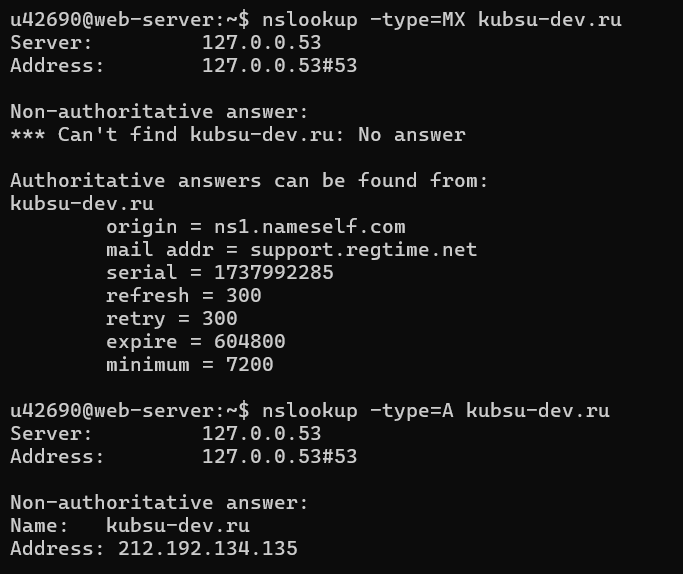 u42690@web-server:~$ nslookup -type=MX kubsu-dev.ru
Server:         127.0.0.53
Address:        127.0.0.53#53

Non-authoritative answer:
*** Can't find kubsu-dev.ru: No answer

Authoritative answers can be found from:
kubsu-dev.ru
        origin = ns1.nameself.com
        mail addr = support.regtime.net
        serial = 1737992285
        refresh = 300
        retry = 300
        expire = 604800
        minimum = 7200

u42690@web-server:~$ nslookup -type=A kubsu-dev.ru
Server:         127.0.0.53
Address:        127.0.0.53#53

Non-authoritative answer:
Name:   kubsu-dev.ru
Address: 212.192.134.135